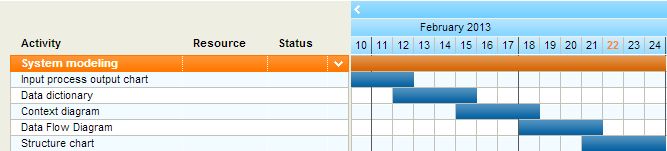 February 2013
Activity Resource Status 10 11 12 13 14 15 16 17 18 19 20 21 22 23 24
System modeling
Input process output chart
Data dictionary
Context diagram
Data Flow Diagram
Structure chart